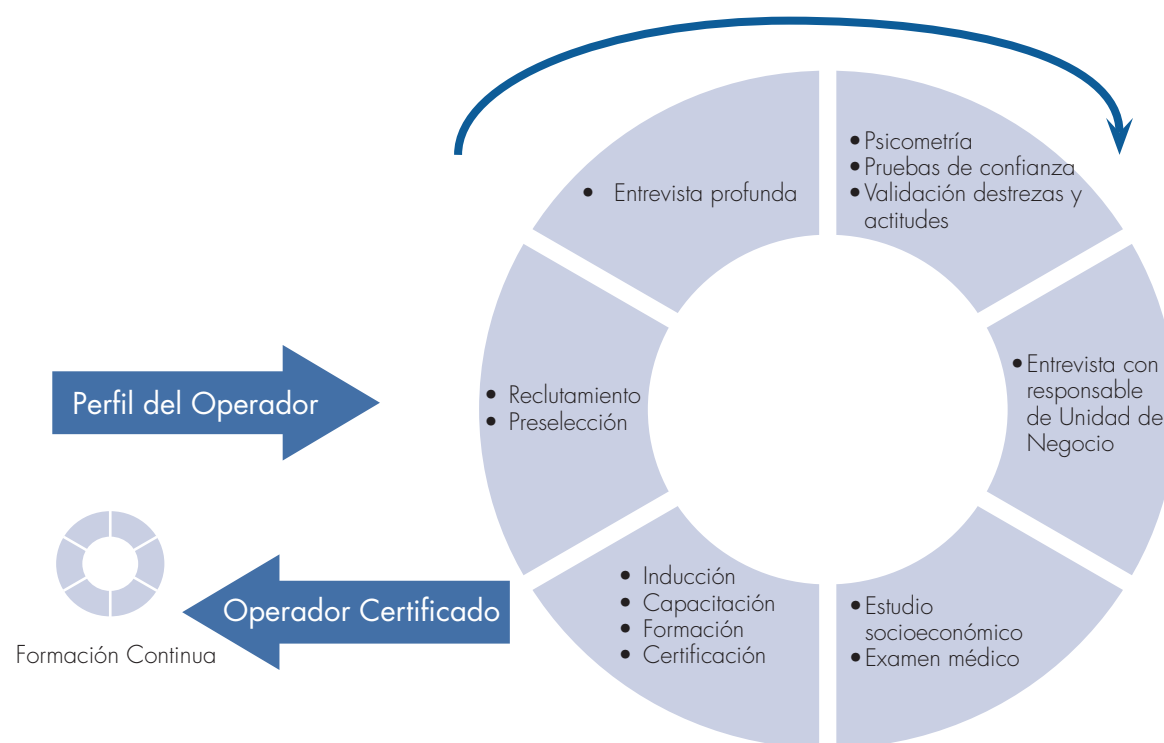 Perfil del Operador
• Reclutamiento
• Preselección
• Entrevista profunda
• Psicometría
• Pruebas de confianza
• Validación destrezas y
actitudes
• Entrevista con
responsable
de Unidad de
Negocio
• Estudio
socioeconómico
• Examen médico
• Inducción
• Capacitación
• Formación
• Certificación
Operador Certificado
Formación Continua